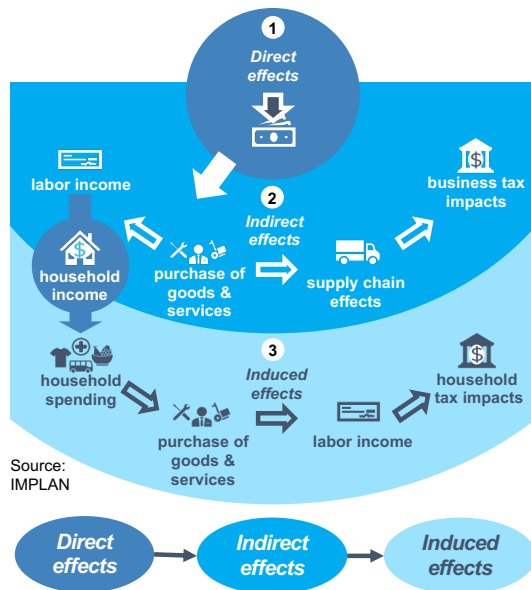 1
Direct
effects
labor income
business tax
impacts
2
Indirect
effects
household
income
purchase of
goods &
services
supply chain
effects
3
Induced
effects
household
spending
household
tax impacts
purchase of
goods &
services
labor income
Source:
IMPLAN
Direct
effects
Indirect
effects
Induced
effects